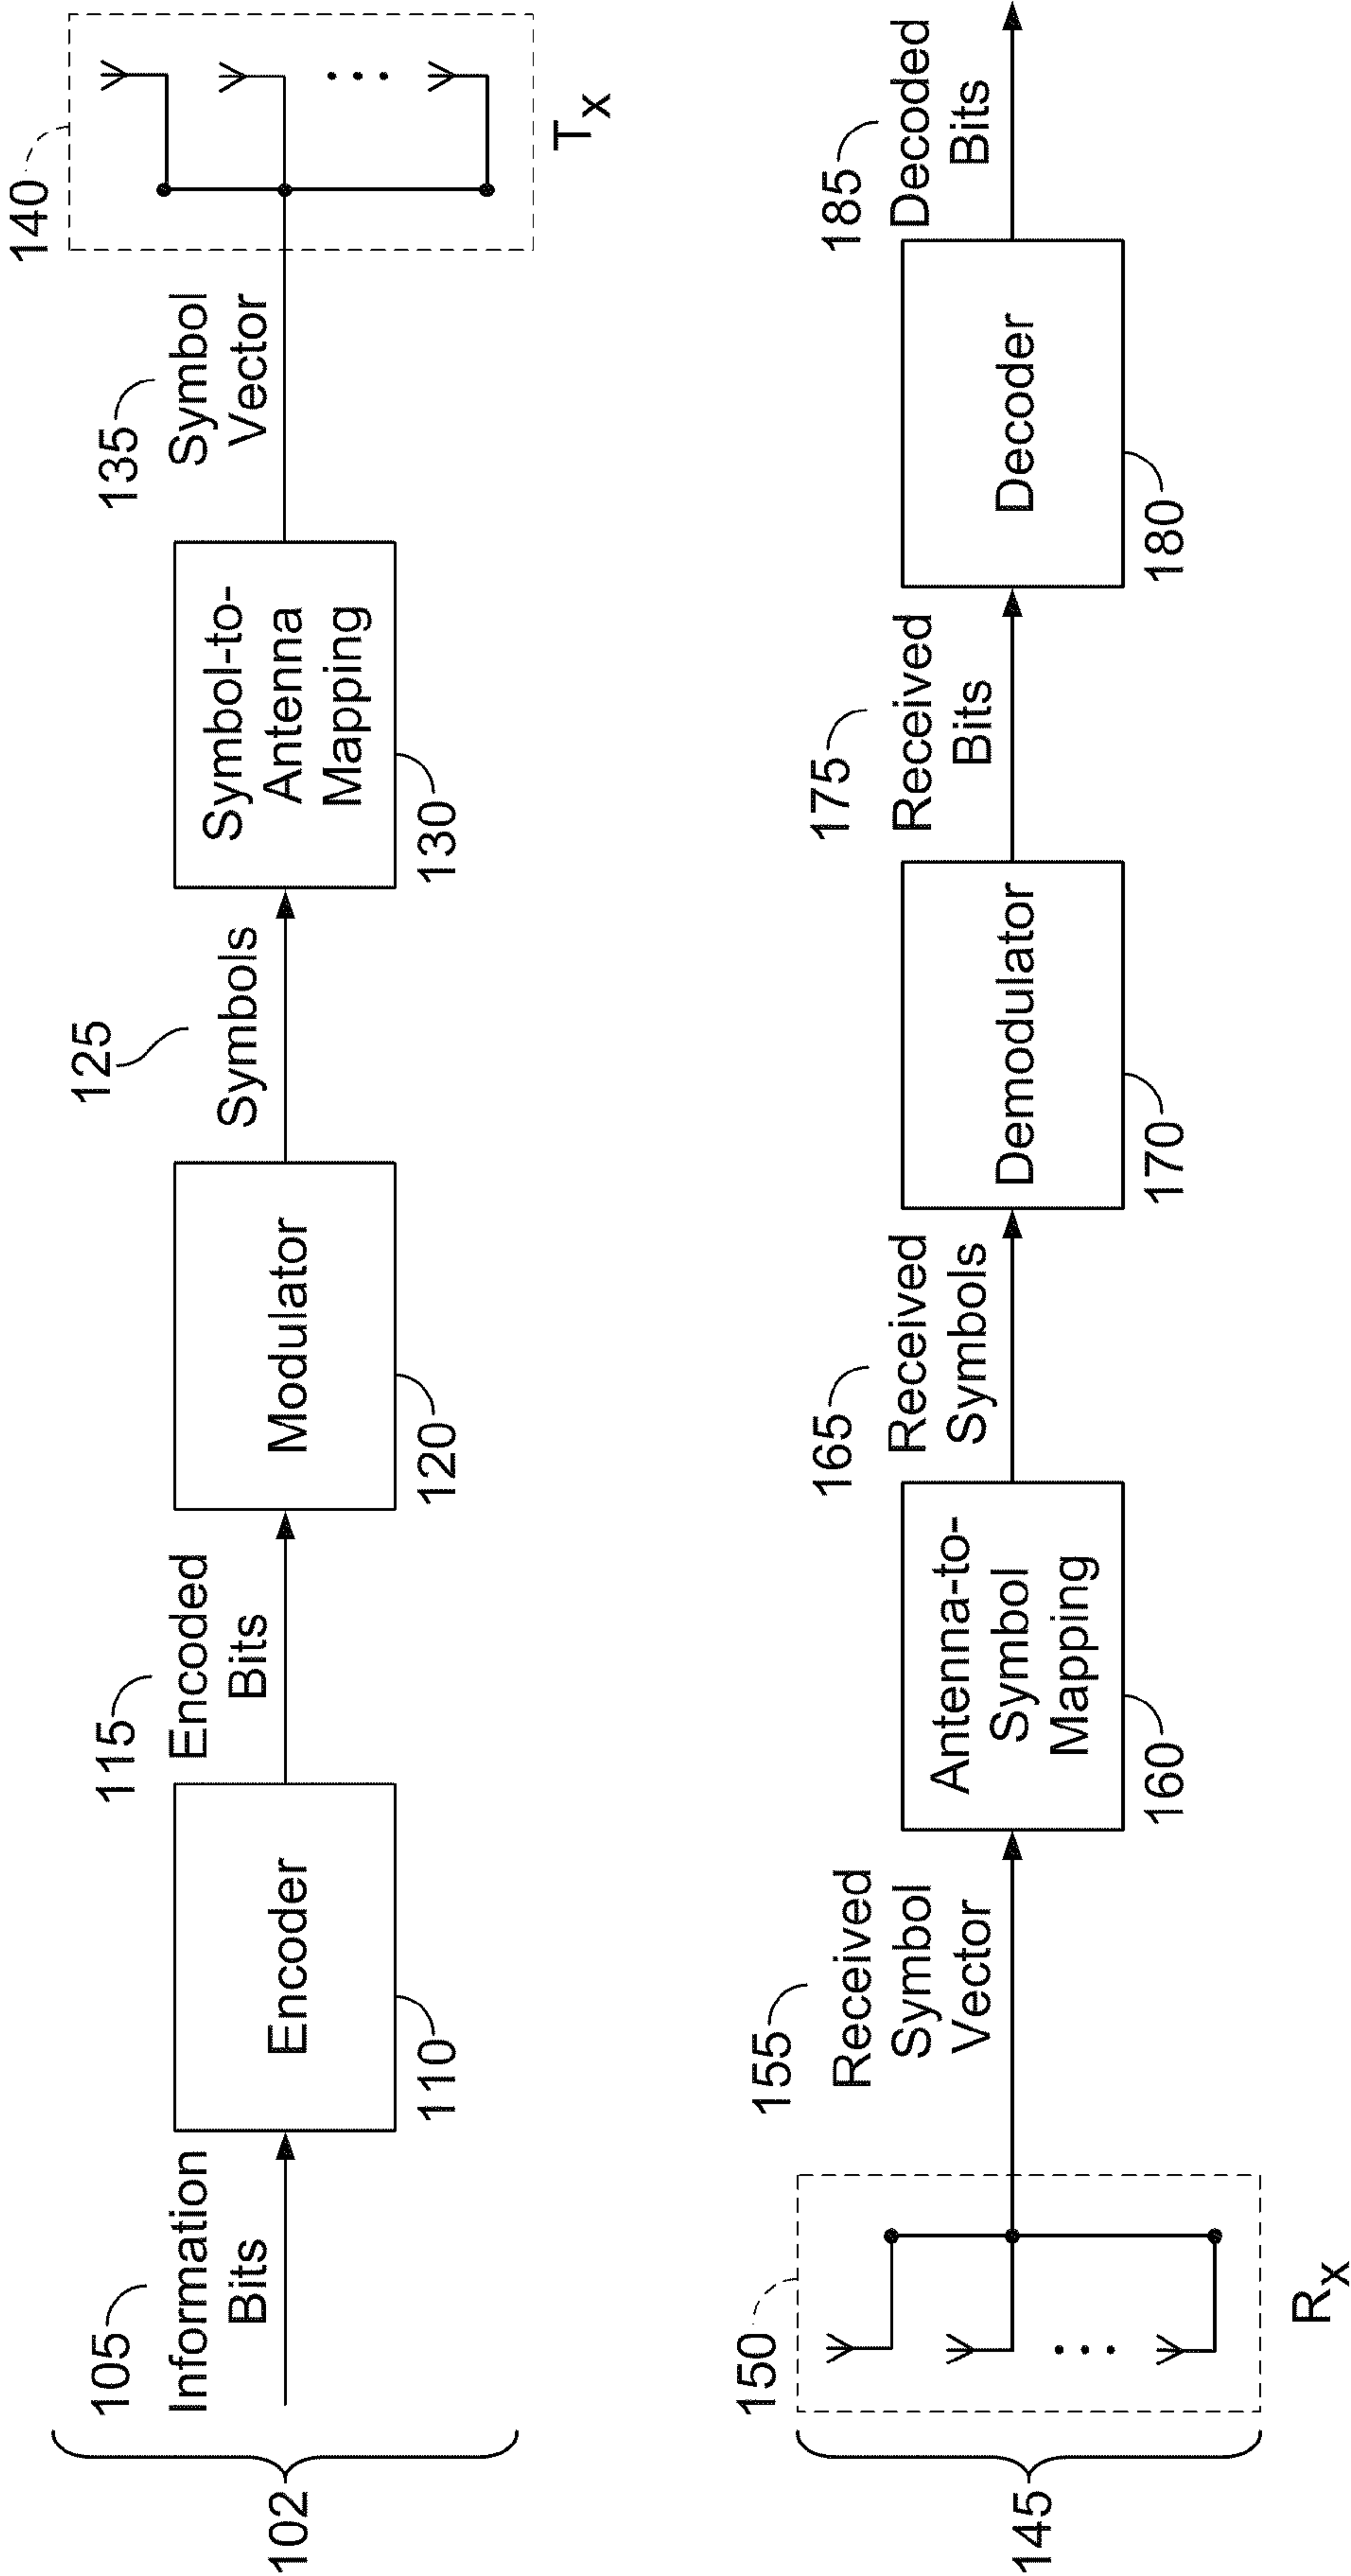 102
105
Information
Bits
Encoder
110
115
Encoded
Bits
Modulator
120
125
Symbols
Symbol-to-
Antenna
Mapping
130
135
Symbol
Vector
140
Tx
145
150
Rx
155
Received
Symbol
Vector
Antenna-to-
Symbol
Mapping
160
165
Received
Symbols
Demodulator
170
175
Received
Bits
Decoder
180
185
Decoded
Bits